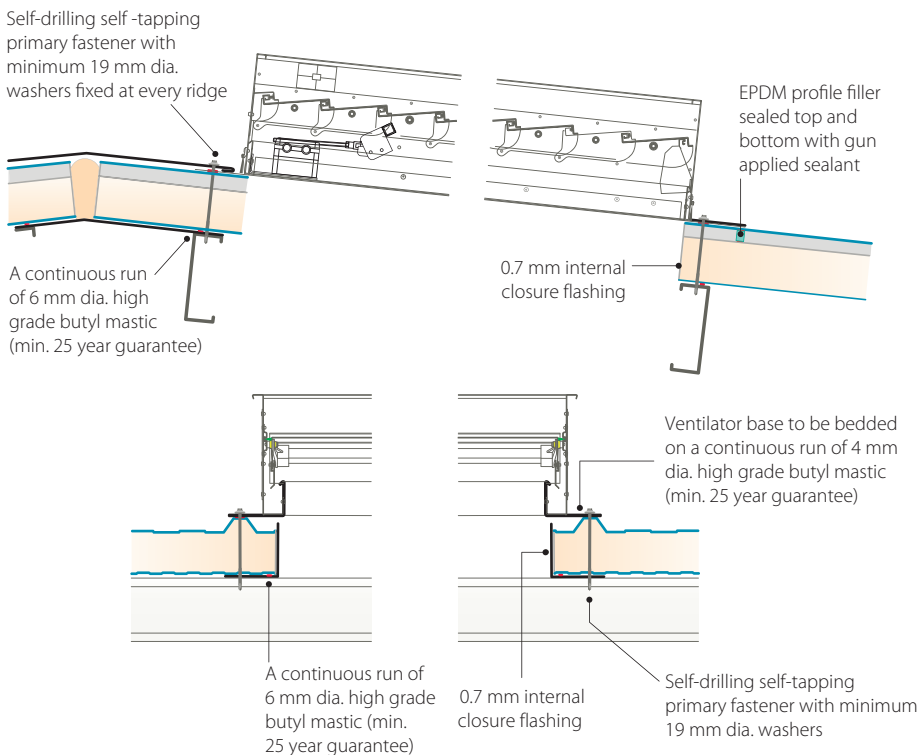 Self-drilling self -tapping
primary fastener with
minimum 19 mm dia.
washers fixed at every ridge
EPDM profile filler
sealed top and
bottom with gun
applied sealant
A continuous run
of 6 mm dia. high
grade butyl mastic
(min. 25 year guarantee)
0.7 mm internal
closure flashing
Ventilator base to be bedded
on a continuous run of 4 mm
dia. high grade butyl mastic
(min. 25 year guarantee)
A continuous run of
6 mm dia. high grade
butyl mastic (min.
25 year guarantee)
0.7 mm internal
closure flashing
Self-drilling self-tapping
primary fastener with minimum
19 mm dia. washers